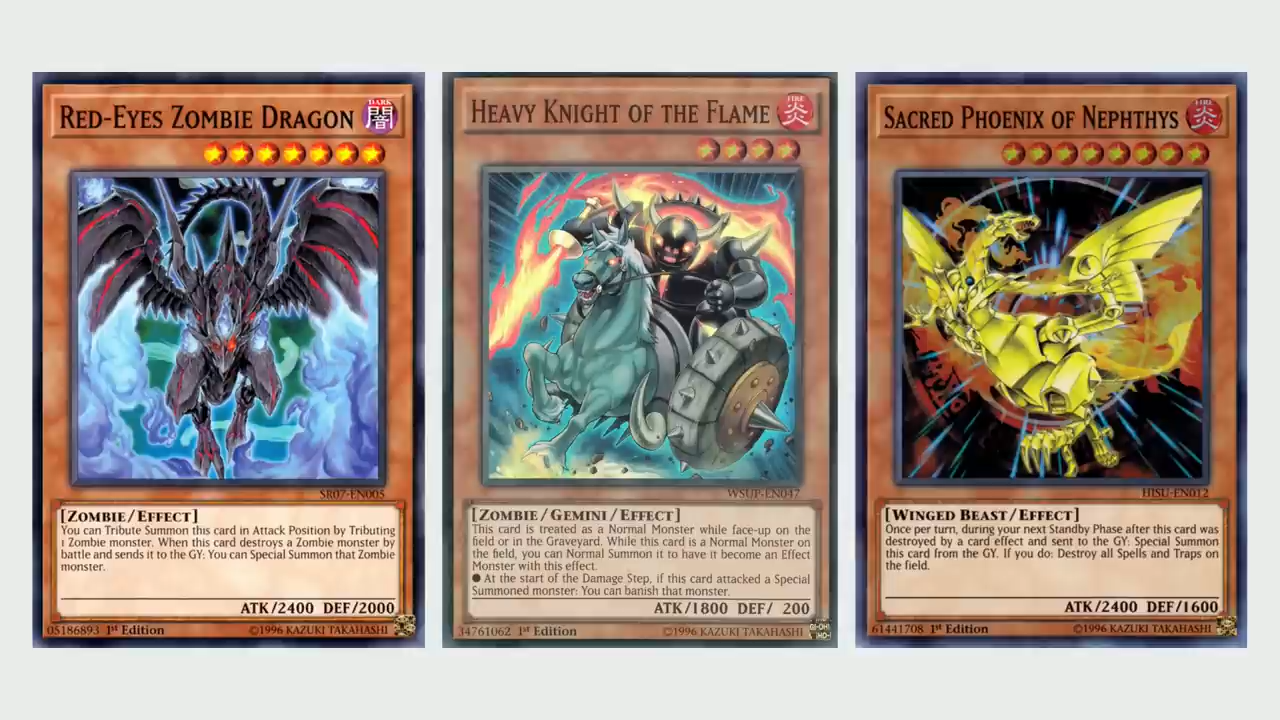 RED-EYES ZOMBIE DRAGON
DARK
闇
SR07-EN005
[ZOMBIE/EFFECT]
You can Tribute Summon this card in Attack Position by Tributing
1 Zombie monster. When this card destroys a Zombie monster by
battle and sends it to the GY: You can Special Summon that Zombie
monster.
ATK/2400 DEF/2000
05186893 1st Edition ©1996 KAZUKI TAKAHASHI
HEAVY KNIGHT OF THE FLAME
FIRE
炎
WSUP-EN047
[ZOMBIE / GEMINI / EFFECT]
This card is treated as a Normal Monster while face-up on the
field or in the Graveyard. While this card is a Normal Monster on
the field, you can Normal Summon it to have it become an Effect
Monster with this effect.
● At the start of the Damage Step, if this card attacked a Special
Summoned monster: You can banish that monster.
ATK/1800 DEF/ 200
34761062 1st Edition ©1996 KAZUKI TAKAHASHI
SACRED PHOENIX OF NEPHTHYS
FIRE
炎
HISU-EN012
[WINGED BEAST/EFFECT]
Once per turn, during your next Standby Phase after this card was
destroyed by a card effect and sent to the GY: Special Summon
this card from the GY. If you do: Destroy all Spells and Traps on
the field.
ATK/2400 DEF/1600
61441708 1st Edition ©1996 KAZUKI TAKAHASHI